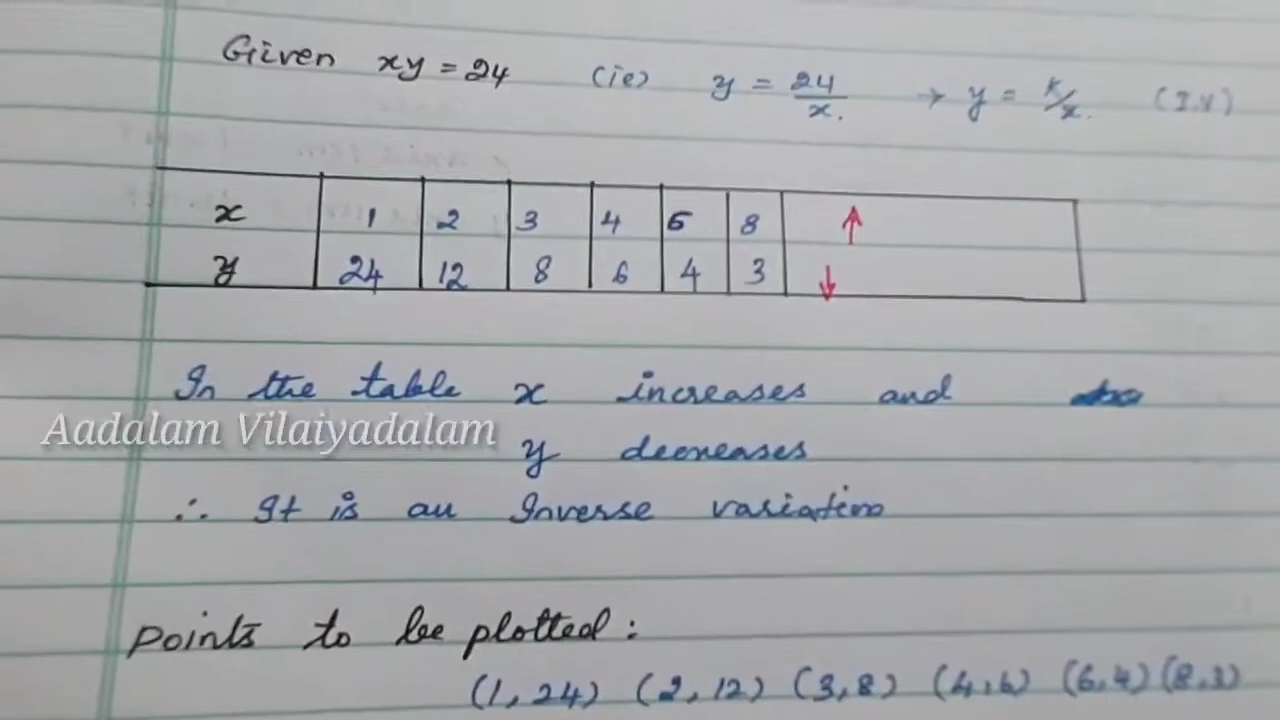 Given xy = 24 (ie) y = 24/x. → y = k/x. (I.V)
x 1 2 3 4 6 8 ↑
y 24 12 8 6 4 3 ↓
In the table x increases and
Aadalam Vilaiyadalam
y decreases
∴ It is an Inverse variation
Points to be plotted:
(1, 24) (2, 12) (3, 8) (4, 6) (6, 4) (8, 3)